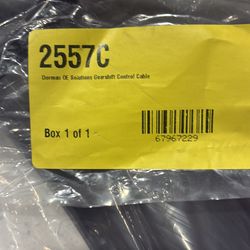 2557C
Dorman OE Solutions Gearshift Control Cable
Box 1 of 1
67967229